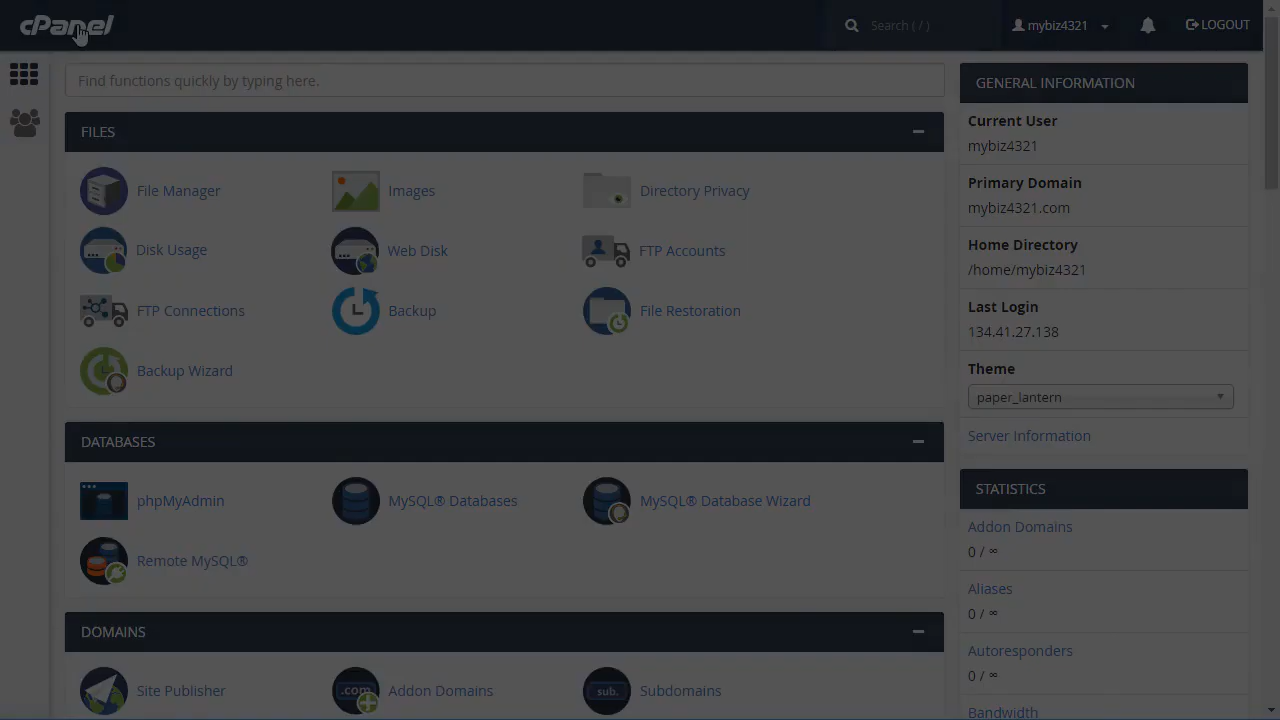 cPanel
Search ( / )
mybiz4321
LOGOUT
Find functions quickly by typing here.
FILES
File Manager
Images
Directory Privacy
Disk Usage
Web Disk
FTP Accounts
FTP Connections
Backup
File Restoration
Backup Wizard
DATABASES
phpMyAdmin
MySQL® Databases
MySQL® Database Wizard
Remote MySQL®
DOMAINS
Site Publisher
.com
Addon Domains
sub.
Subdomains
GENERAL INFORMATION
Current User
mybiz4321
Primary Domain
mybiz4321.com
Home Directory
/home/mybiz4321
Last Login
134.41.27.138
Theme
paper_lantern
Server Information
STATISTICS
Addon Domains
0 / ∞
Aliases
0 / ∞
Autoresponders
0 / ∞
Bandwidth